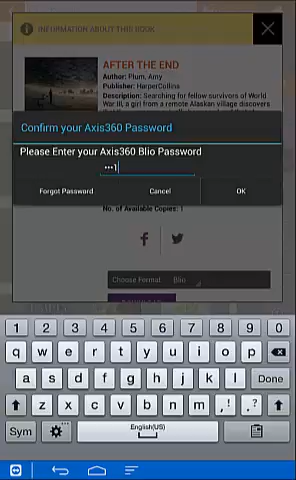 INFORMATION ABOUT THIS BOOK
AFTER THE END
Author: Plum, Amy
Publisher: HarperCollins
Description: Searching for fellow survivors of World
War III, a girl from a remote Alaskan village discovers
Confirm your Axis360 Password
Please Enter your Axis360 Blio Password
•••1
Forgot Password Cancel OK
No. of Available Copies: 1
Choose Format Blio
1 2 3 4 5 6 7 8 9 0
q w e r t y u i o p
a s d f g h j k l Done
z x c v b n m ,! .?
Sym English(US)